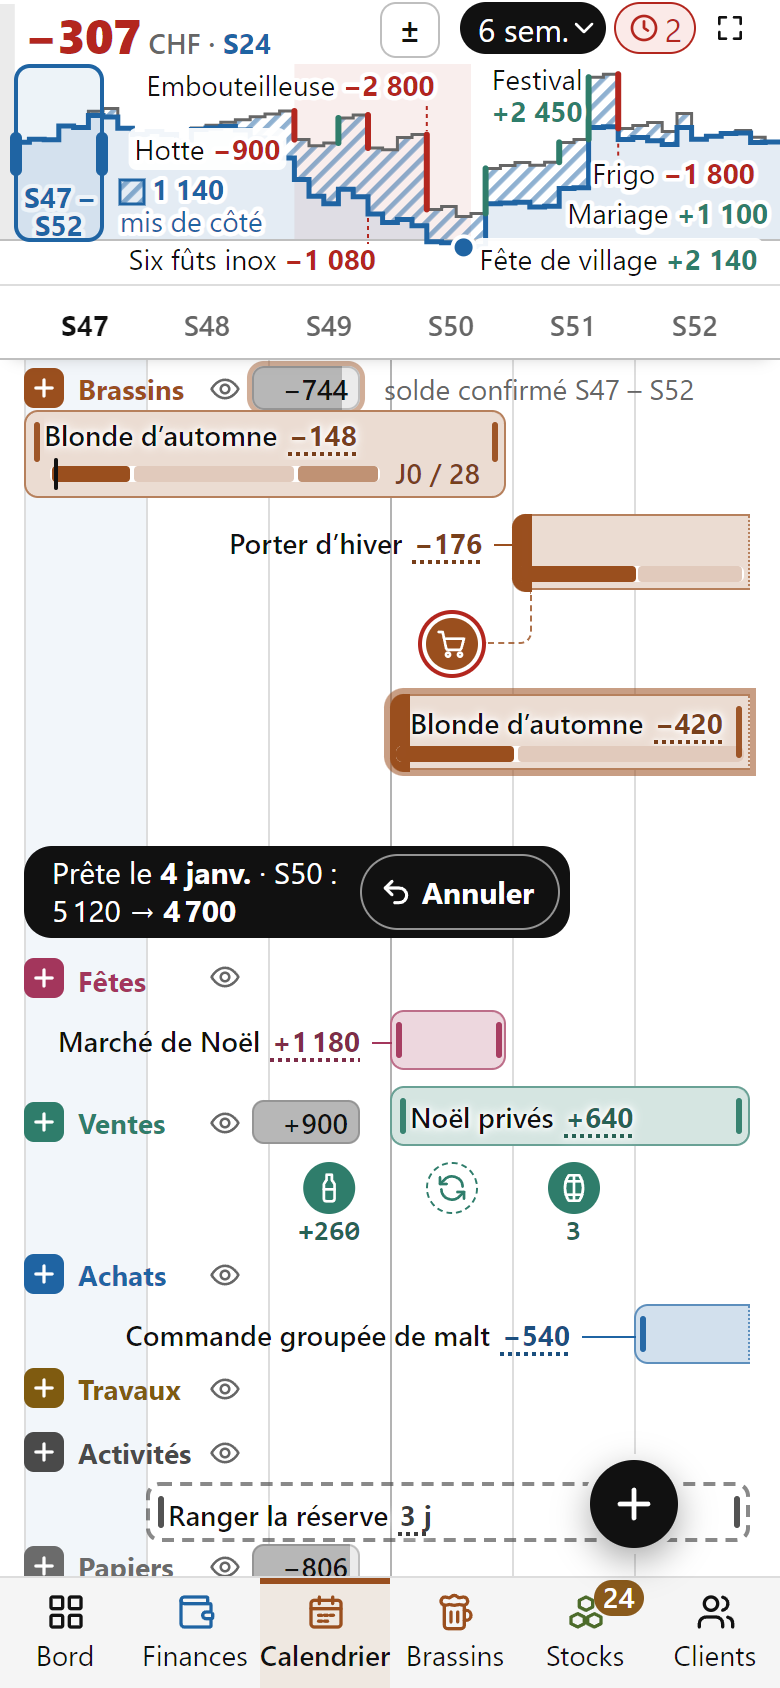 −307 CHF · S24
±
6 sem.
2
Embouteilleuse −2 800
Festival
+2 450
Hotte −900
1 140
mis de côté
S47 –
S52
Frigo −1 800
Mariage +1 100
Six fûts inox −1 080
Fête de village +2 140
S47 S48 S49 S50 S51 S52
Brassins −744 solde confirmé S47 – S52
Blonde d’automne −148
J0 / 28
Porter d’hiver −176
Blonde d’automne −420
Prête le 4 janv. · S50 :
5 120 → 4 700
Annuler
Fêtes
Marché de Noël +1 180
Ventes +900
Noël privés +640
+260
3
Achats
Commande groupée de malt −540
Travaux
Activités
Ranger la réserve 3 j
Papiers −806
24
Bord Finances Calendrier Brassins Stocks Clients